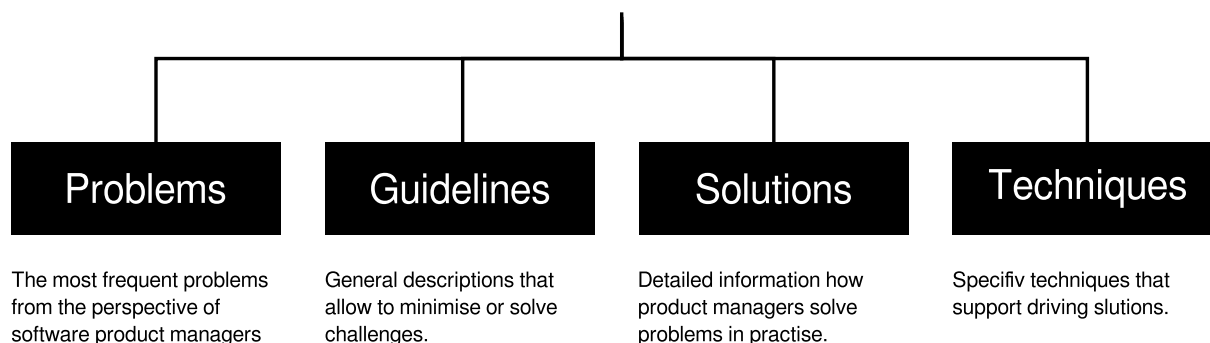 Problems
Guidelines
Solutions
Techniques
The most frequent problems
from the perspective of
software product managers
General descriptions that
allow to minimise or solve
challenges.
Detailed information how
product managers solve
problems in practise.
Specifiv techniques that
support driving slutions.